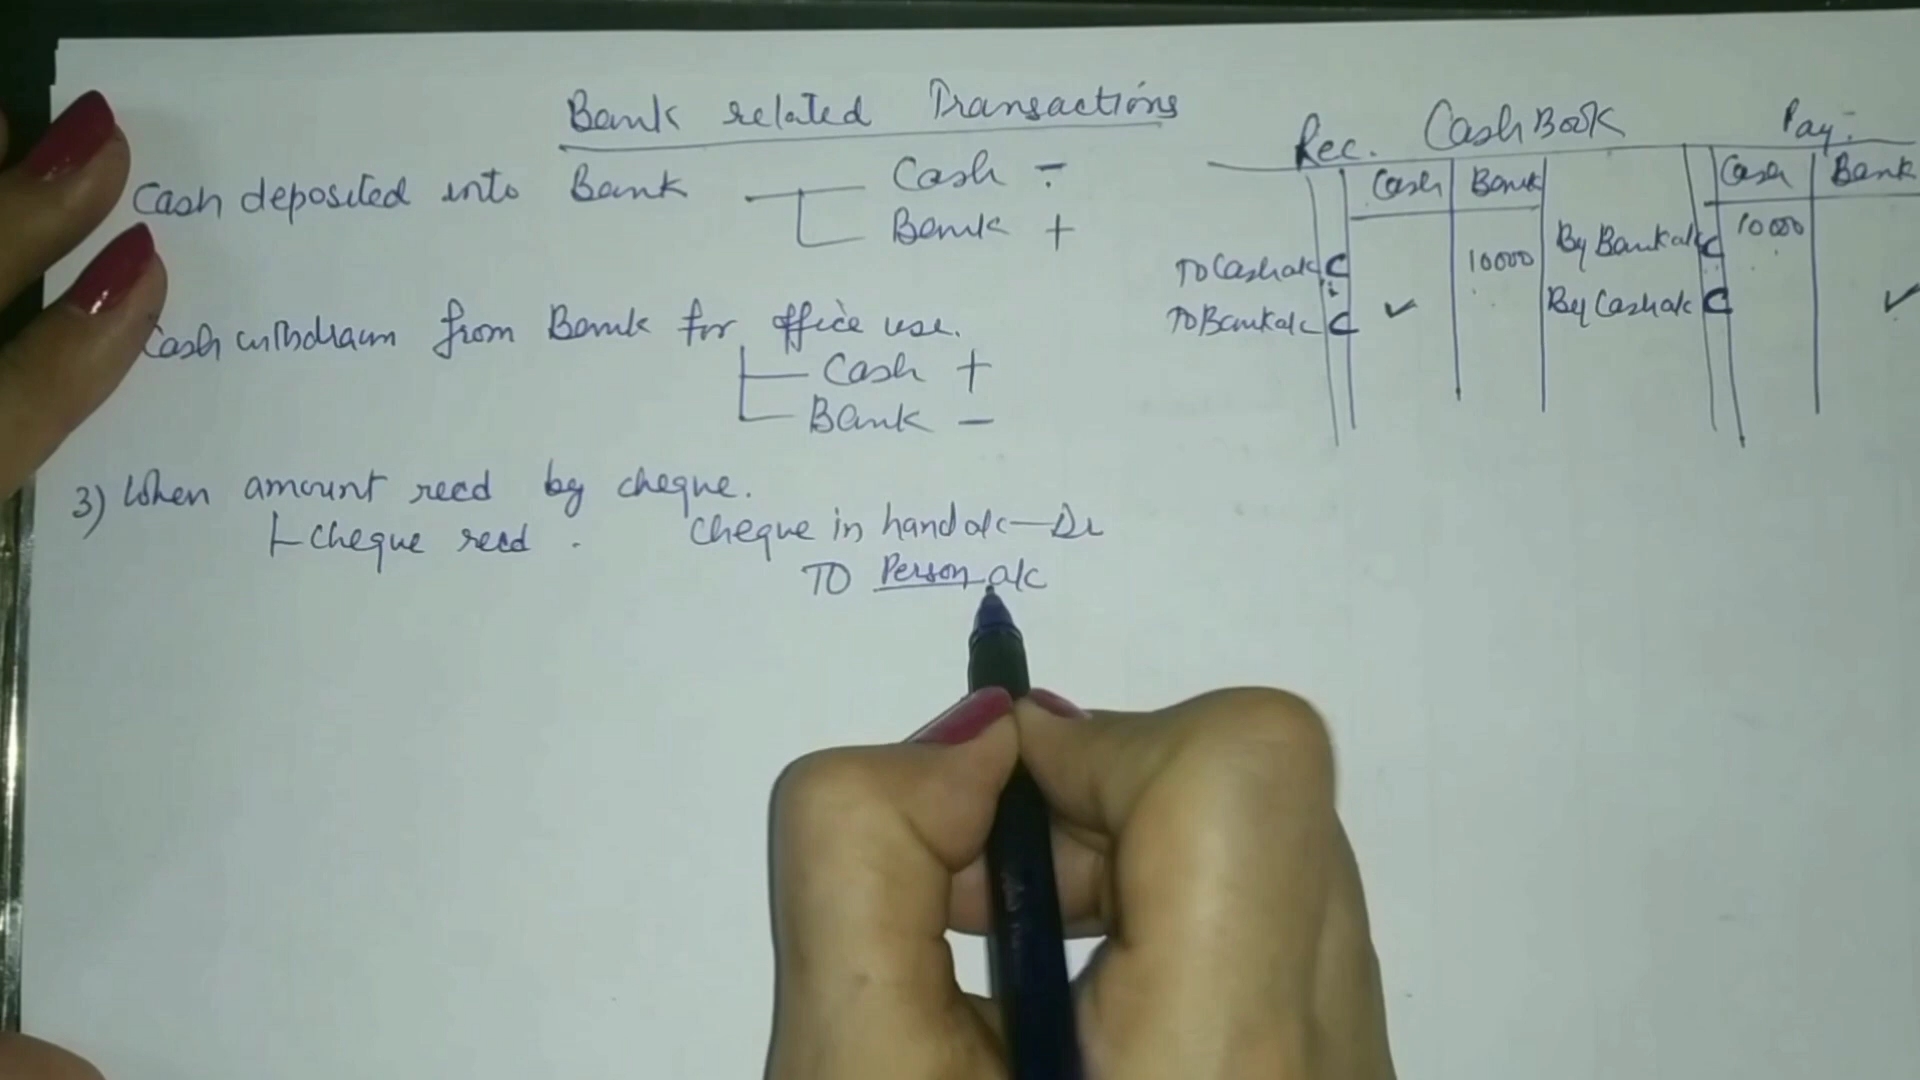 Bank related Transactions
Cash deposited into Bank
Cash -
Bank +
Cash withdrawn from Bank for office use.
Cash +
Bank -
3) When amount recd by cheque.
cheque recd.
cheque in hand a/c - Dr
TO Person a/c
Rec. Cash Book Pay:
Cash Bank Cash Bank
To Cash a/c C 10000 By Bank a/c C 10000
To Bank a/c C ✓ By Cash a/c C ✓